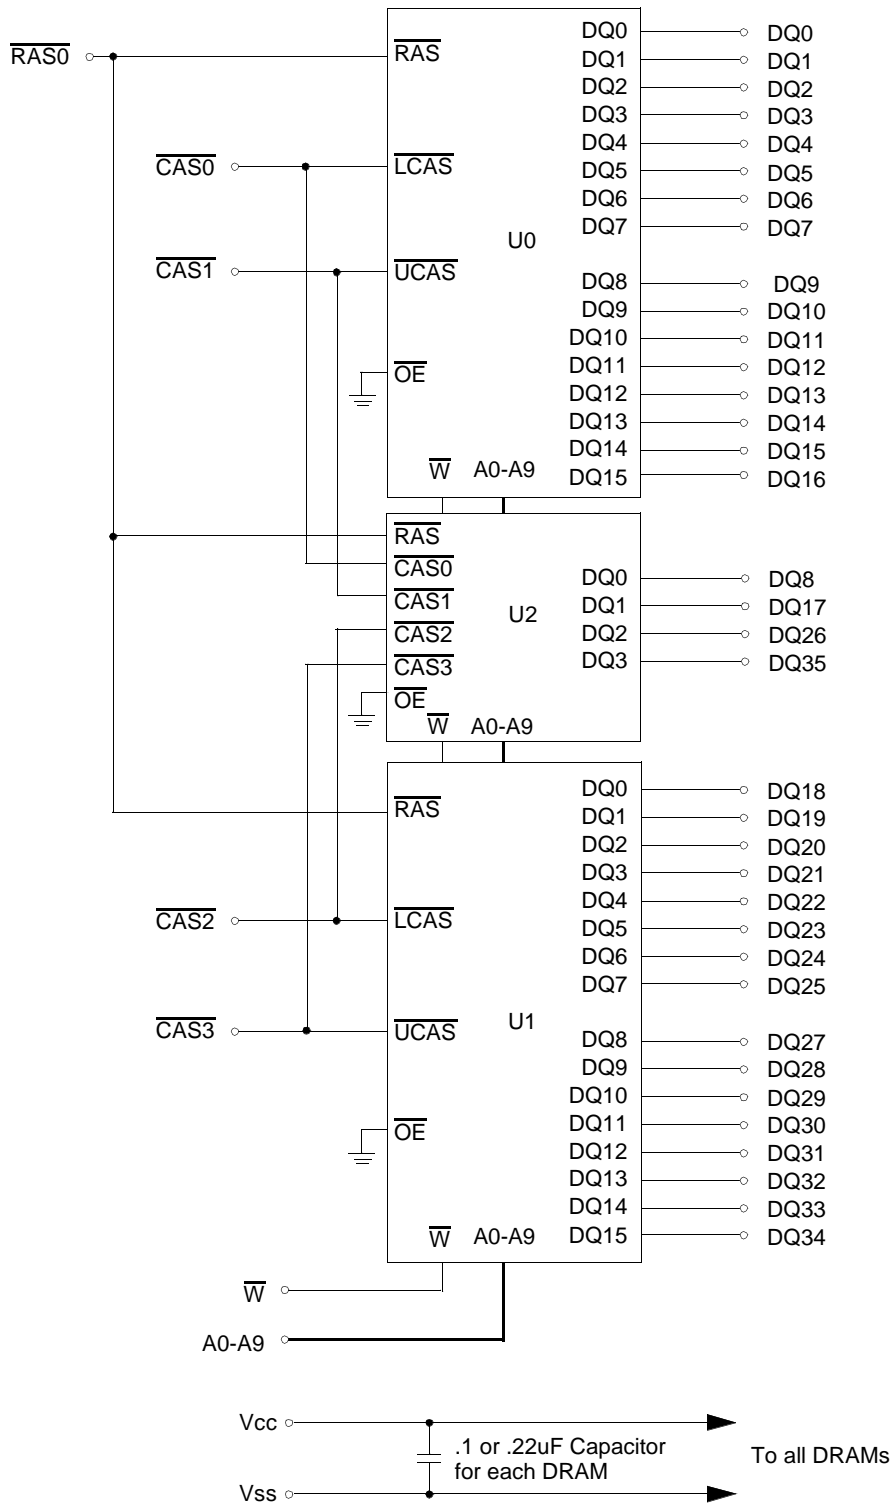 RAS0 RAS DQ0 DQ0
DQ1 DQ1
DQ2 DQ2
DQ3 DQ3
DQ4 DQ4
CAS0 LCAS DQ5 DQ5
DQ6 DQ6
DQ7 DQ7
U0
CAS1 UCAS DQ8 DQ9
DQ9 DQ10
DQ10 DQ11
OE DQ11 DQ12
DQ12 DQ13
DQ13 DQ14
DQ14 DQ15
W A0-A9 DQ15 DQ16
RAS
CAS0 DQ0 DQ8
CAS1 U2 DQ1 DQ17
CAS2 DQ2 DQ26
CAS3 DQ3 DQ35
OE
W A0-A9
DQ0 DQ18
RAS DQ1 DQ19
DQ2 DQ20
DQ3 DQ21
DQ4 DQ22
CAS2 LCAS DQ5 DQ23
DQ6 DQ24
DQ7 DQ25
U1
CAS3 UCAS DQ8 DQ27
DQ9 DQ28
DQ10 DQ29
OE DQ11 DQ30
DQ12 DQ31
DQ13 DQ32
DQ14 DQ33
W A0-A9 DQ15 DQ34
W
A0-A9
Vcc
.1 or .22uF Capacitor
for each DRAM
To all DRAMs
Vss